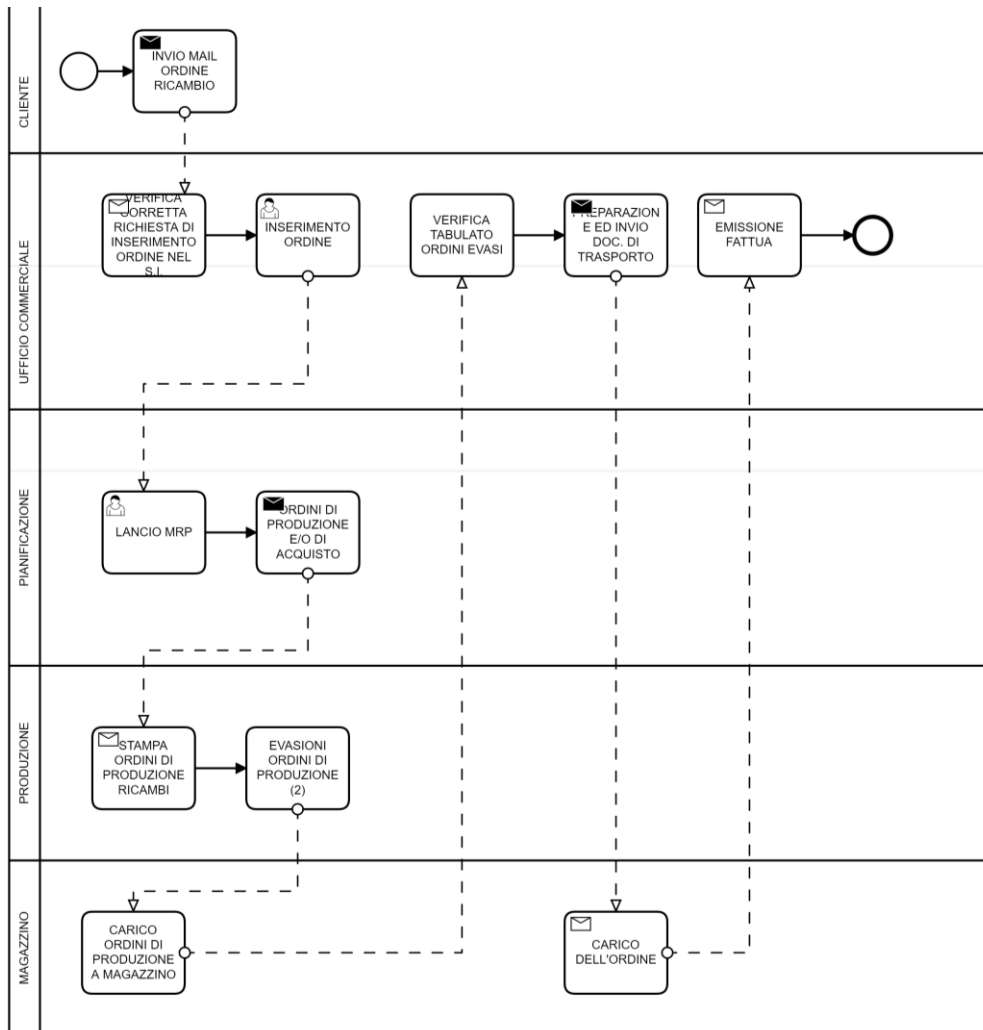 CLIENTE
INVIO MAIL
ORDINE
RICAMBIO
UFFICIO COMMERCIALE
VERIFICA
CORRETTA
RICHIESTA DI
INSERIMENTO
ORDINE NEL
S.I.
INSERIMENTO
ORDINE
VERIFICA
TABULATO
ORDINI EVASI
PREPARAZION
E ED INVIO
DOC. DI
TRASPORTO
EMISSIONE
FATTUA
PIANIFICAZIONE
LANCIO MRP
ORDINI DI
PRODUZIONE
E/O DI
ACQUISTO
PRODUZIONE
STAMPA
ORDINI DI
PRODUZIONE
RICAMBI
EVASIONI
ORDINI DI
PRODUZIONE
(2)
MAGAZZINO
CARICO
ORDINI DI
PRODUZIONE
A MAGAZZINO
CARICO
DELL'ORDINE